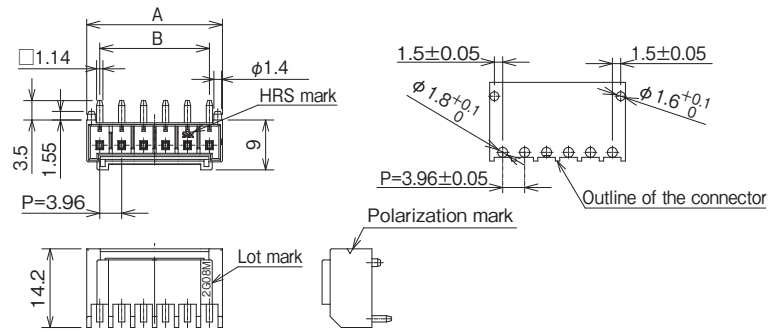 A
B
□1.14
φ1.4
HRS mark
3.5
1.55
9
P=3.96
14.2
Lot mark
2G08M
Polarization mark
1.5±0.05
1.5±0.05
φ1.8+0.1 0
φ1.6+0.1 0
P=3.96±0.05
Outline of the connector